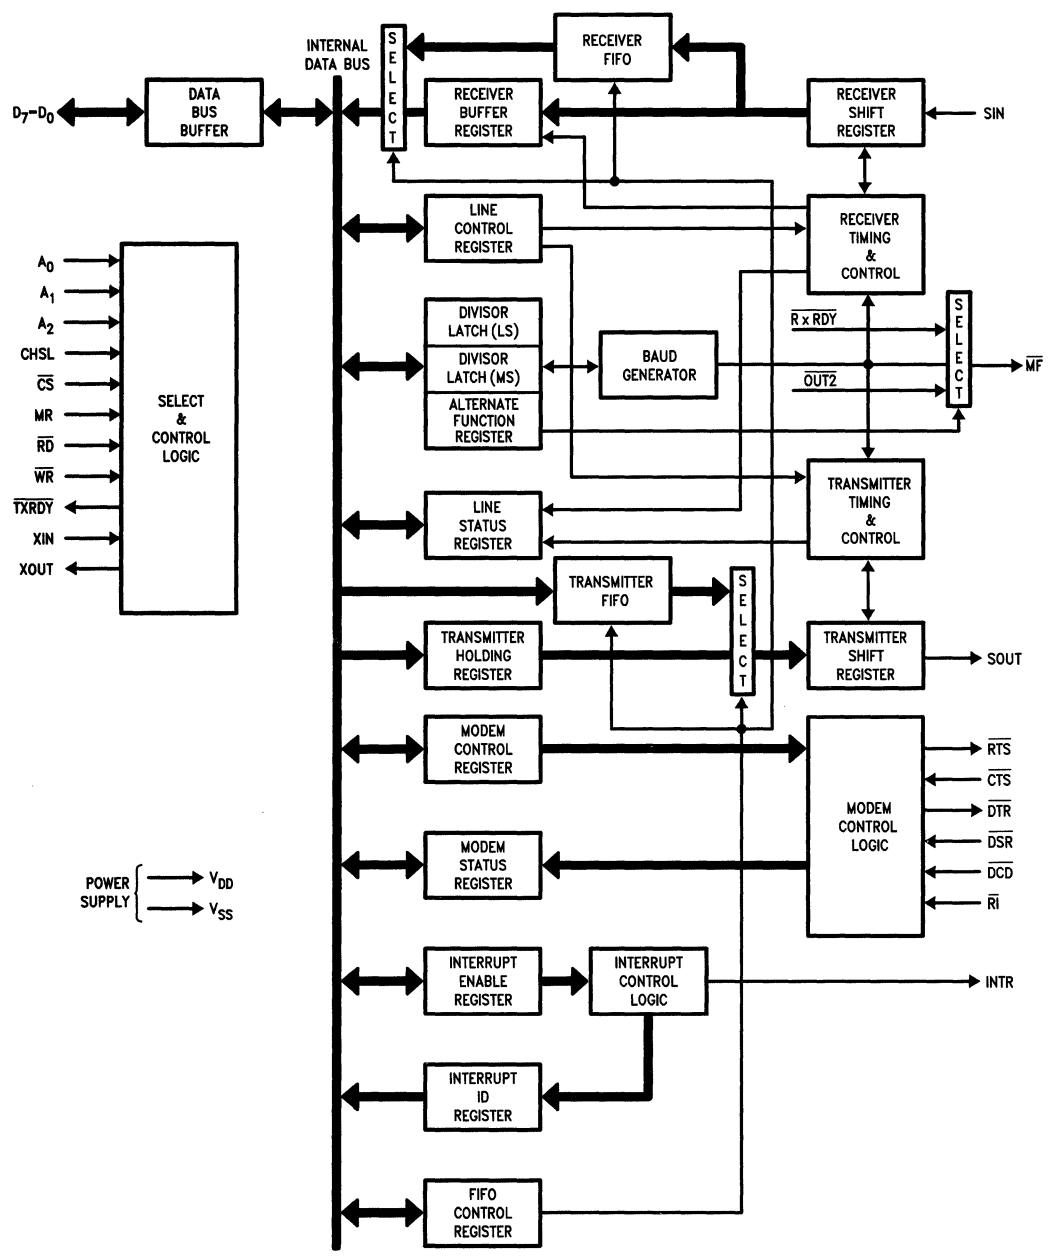 INTERNAL
DATA BUS
SELECT
RECEIVER
FIFO
D7–D0
DATA
BUS
BUFFER
RECEIVER
BUFFER
REGISTER
RECEIVER
SHIFT
REGISTER
SIN
LINE
CONTROL
REGISTER
RECEIVER
TIMING
&
CONTROL
A0
A1
A2
CHSL
CS
MR
RD
WR
TXRDY
XIN
XOUT
SELECT
&
CONTROL
LOGIC
DIVISOR
LATCH (LS)
DIVISOR
LATCH (MS)
ALTERNATE
FUNCTION
REGISTER
BAUD
GENERATOR
R x RDY
OUT2
SELECT
MF
LINE
STATUS
REGISTER
TRANSMITTER
TIMING
&
CONTROL
TRANSMITTER
FIFO
SELECT
TRANSMITTER
HOLDING
REGISTER
TRANSMITTER
SHIFT
REGISTER
SOUT
MODEM
CONTROL
REGISTER
MODEM
CONTROL
LOGIC
RTS
CTS
DTR
DSR
DCD
RI
MODEM
STATUS
REGISTER
POWER
SUPPLY
VDD
VSS
INTERRUPT
ENABLE
REGISTER
INTERRUPT
CONTROL
LOGIC
INTR
INTERRUPT
ID
REGISTER
FIFO
CONTROL
REGISTER